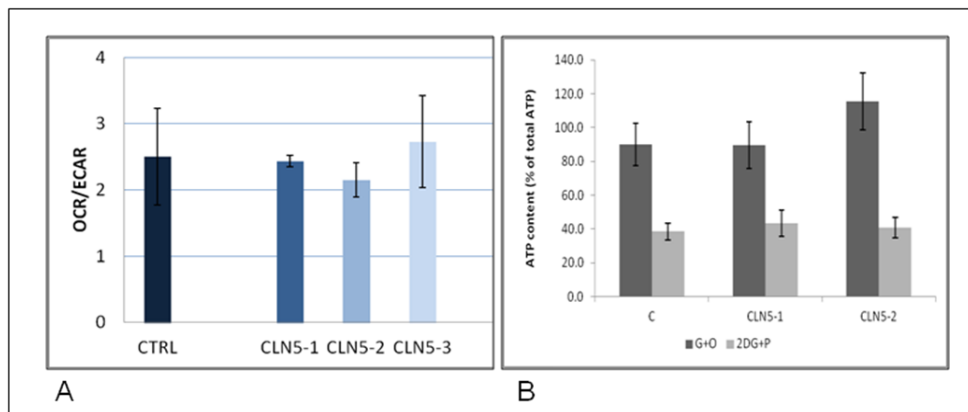 4
3
2
1
0
OCR/ECAR
CTRL CLN5-1 CLN5-2 CLN5-3
A
140.0
120.0
100.0
80.0
60.0
40.0
20.0
0.0
ATP content (% of total ATP)
C CLN5-1 CLN5-2
G+O 2DG+P
B